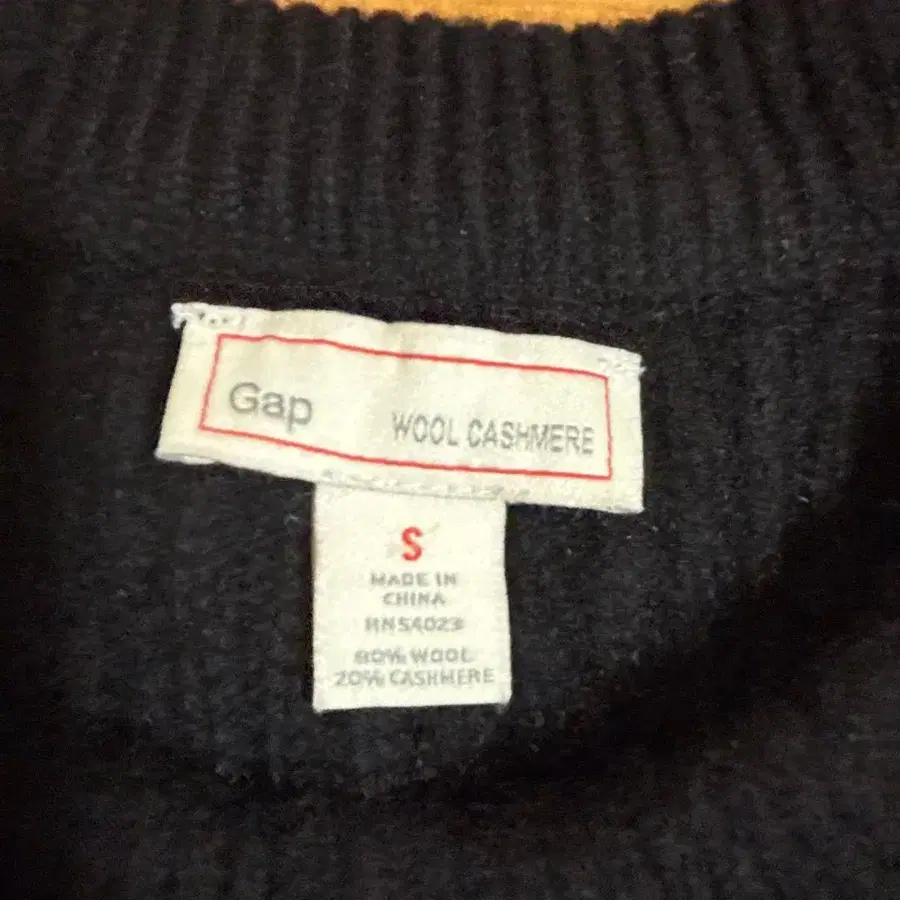 Gap WOOL CASHMERE
S
MADE IN
CHINA
RN54023
80% WOOL
20% CASHMERE